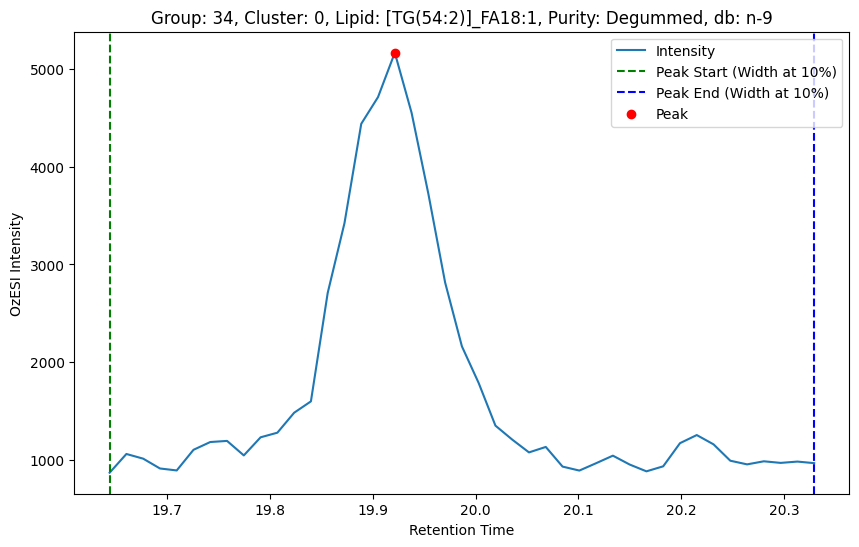 Group: 34, Cluster: 0, Lipid: [TG(54:2)]_FA18:1, Purity: Degummed, db: n-9
Intensity
Peak Start (Width at 10%)
Peak End (Width at 10%)
Peak
OzESI Intensity
5000
4000
3000
2000
1000
19.7 19.8 19.9 20.0 20.1 20.2 20.3
Retention Time